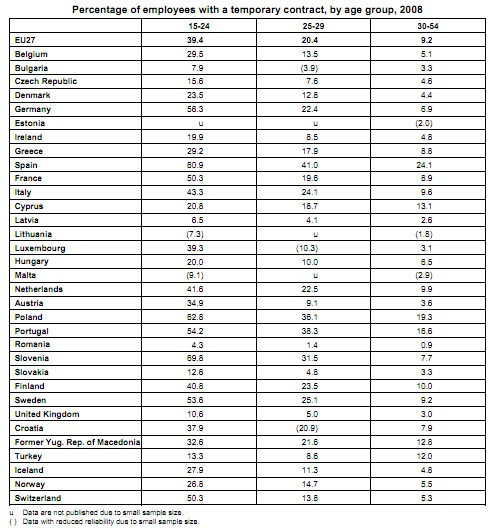 Percentage of employees with a temporary contract, by age group, 2008
15-24 25-29 30-54
EU27 39.4 20.4 9.2
Belgium 29.5 13.5 5.1
Bulgaria 7.9 (3.9) 3.3
Czech Republic 15.6 7.6 4.6
Denmark 23.5 12.8 4.4
Germany 56.3 22.4 6.9
Estonia u u (2.0)
Ireland 19.9 8.5 4.8
Greece 29.2 17.9 8.8
Spain 60.9 41.0 24.1
France 50.3 19.6 8.9
Italy 43.3 24.1 9.6
Cyprus 20.8 18.7 13.1
Latvia 6.5 4.1 2.6
Lithuania (7.3) u (1.8)
Luxembourg 39.3 (10.3) 3.1
Hungary 20.0 10.0 6.5
Malta (9.1) u (2.9)
Netherlands 41.6 22.5 9.9
Austria 34.9 9.1 3.6
Poland 62.8 36.1 19.3
Portugal 54.2 38.3 16.6
Romania 4.3 1.4 0.9
Slovenia 69.8 31.5 7.7
Slovakia 12.6 4.8 3.3
Finland 40.8 23.5 10.0
Sweden 53.6 25.1 9.2
United Kingdom 10.6 5.0 3.0
Croatia 37.9 (20.9) 7.9
Former Yug. Rep. of Macedonia 32.6 21.6 12.8
Turkey 13.3 8.6 12.0
Iceland 27.9 11.3 4.8
Norway 26.8 14.7 5.5
Switzerland 50.3 13.8 5.3
u Data are not published due to small sample size.
() Data with reduced reliability due to small sample size.